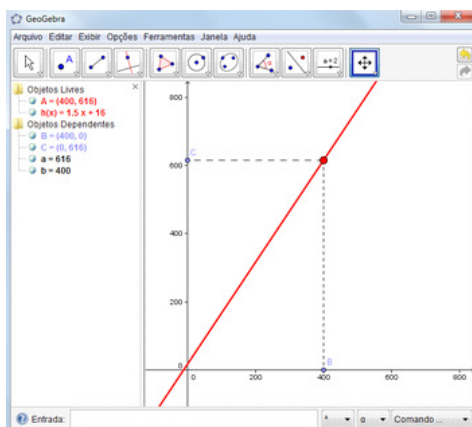 GeoGebra
Arquivo Editar Exibir Opções Ferramentas Janela Ajuda
A
α
a=2
Objetos Livres
A = (400, 616)
h(x) = 1.5 x + 16
Objetos Dependentes
B = (400, 0)
C = (0, 616)
a = 616
b = 400
800
C
600
400
200
0
B
0 200 400 600 800
Entrada:
α
Comando ...